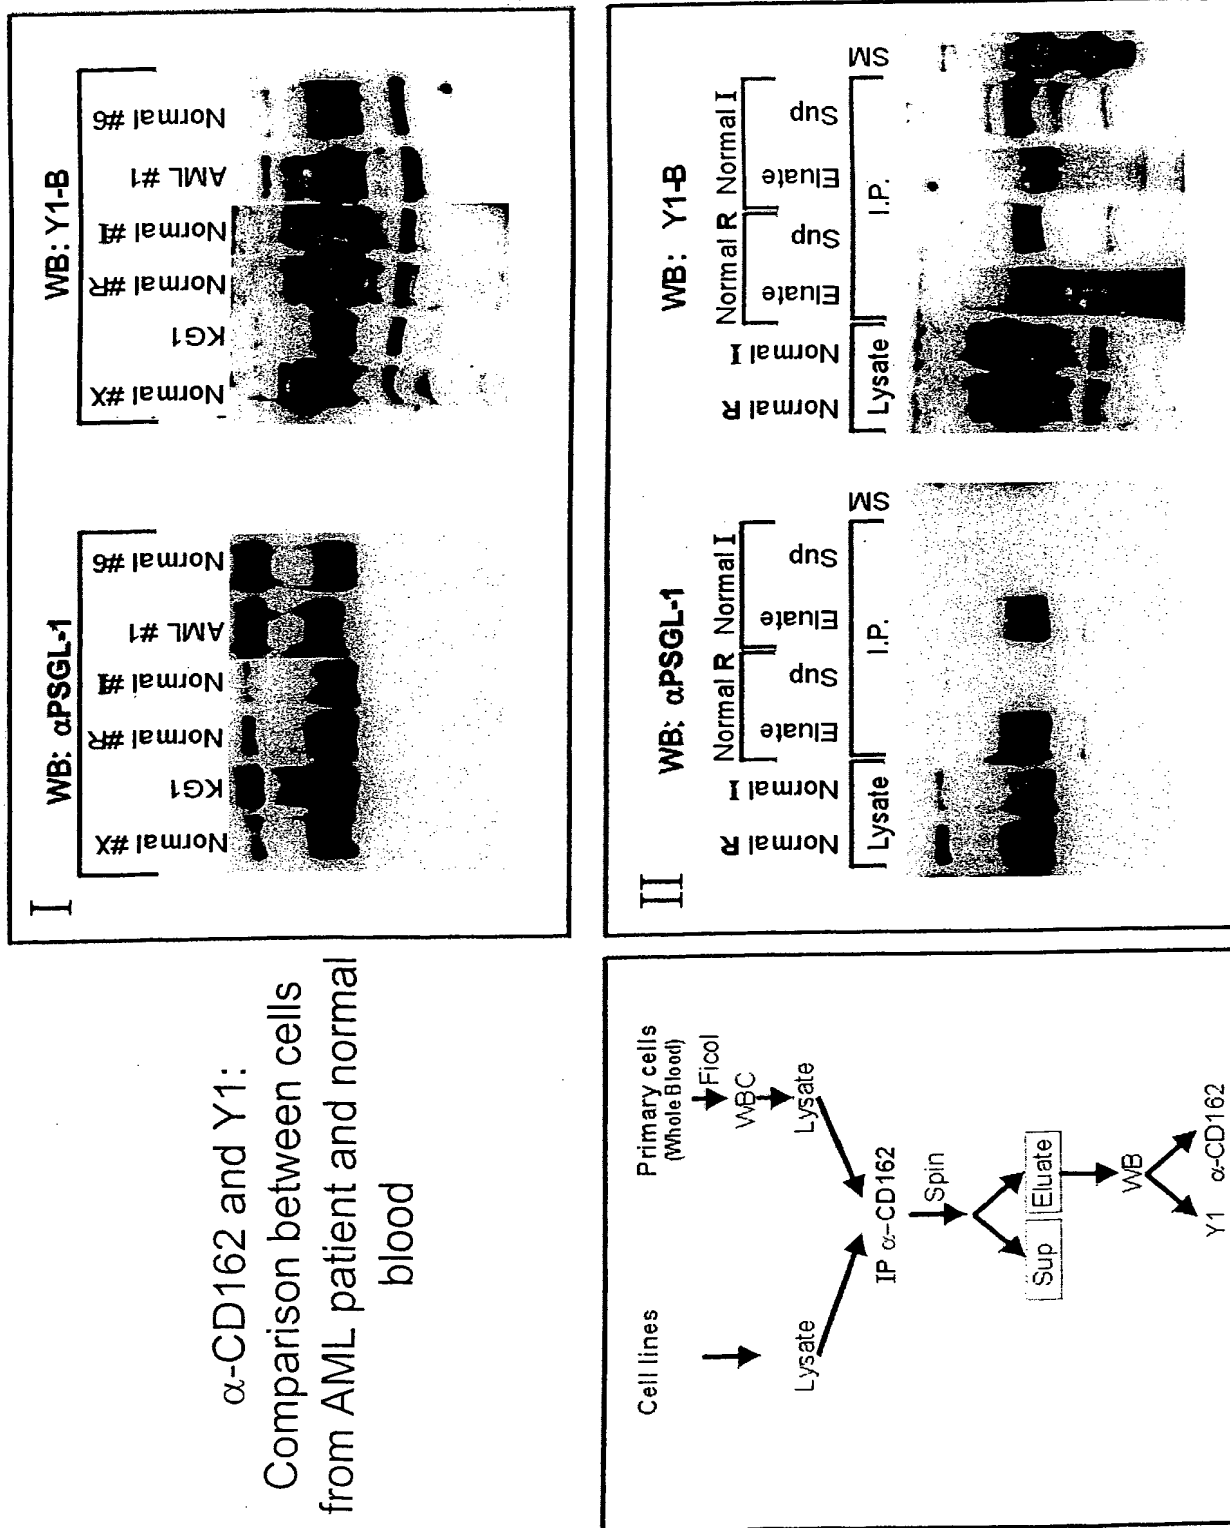 α-CD162 and Y1:
Comparison between cells
from AML patient and normal
blood
I
WB: αPSGL-1
Normal #X
KG1
Normal #R
Normal #I
AML #1
Normal #6
WB: Y1-B
Normal #X
KG1
Normal #R
Normal #I
AML #1
Normal #6
Cell lines
Lysate
Primary cells
(Whole Blood)
Ficol
WBC
Lysate
IP α-CD162
Spin
Sup
Eluate
WB
Y1 α-CD162
II
WB: αPSGL-1
Normal R Normal I
Normal R
Normal I
Eluate
Sup
Eluate
Sup
SM
Lysate
I.P.
WB: Y1-B
Normal R Normal I
Normal R
Normal I
Eluate
Sup
Eluate
Sup
SM
Lysate
I.P.